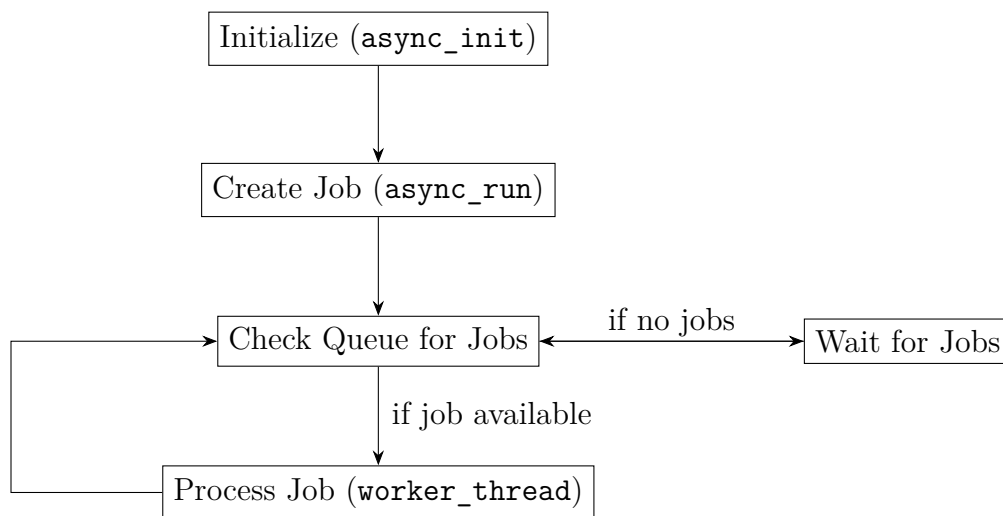 Initialize (async_init)
Create Job (async_run)
if no jobs
Check Queue for Jobs
Wait for Jobs
if job available
Process Job (worker_thread)